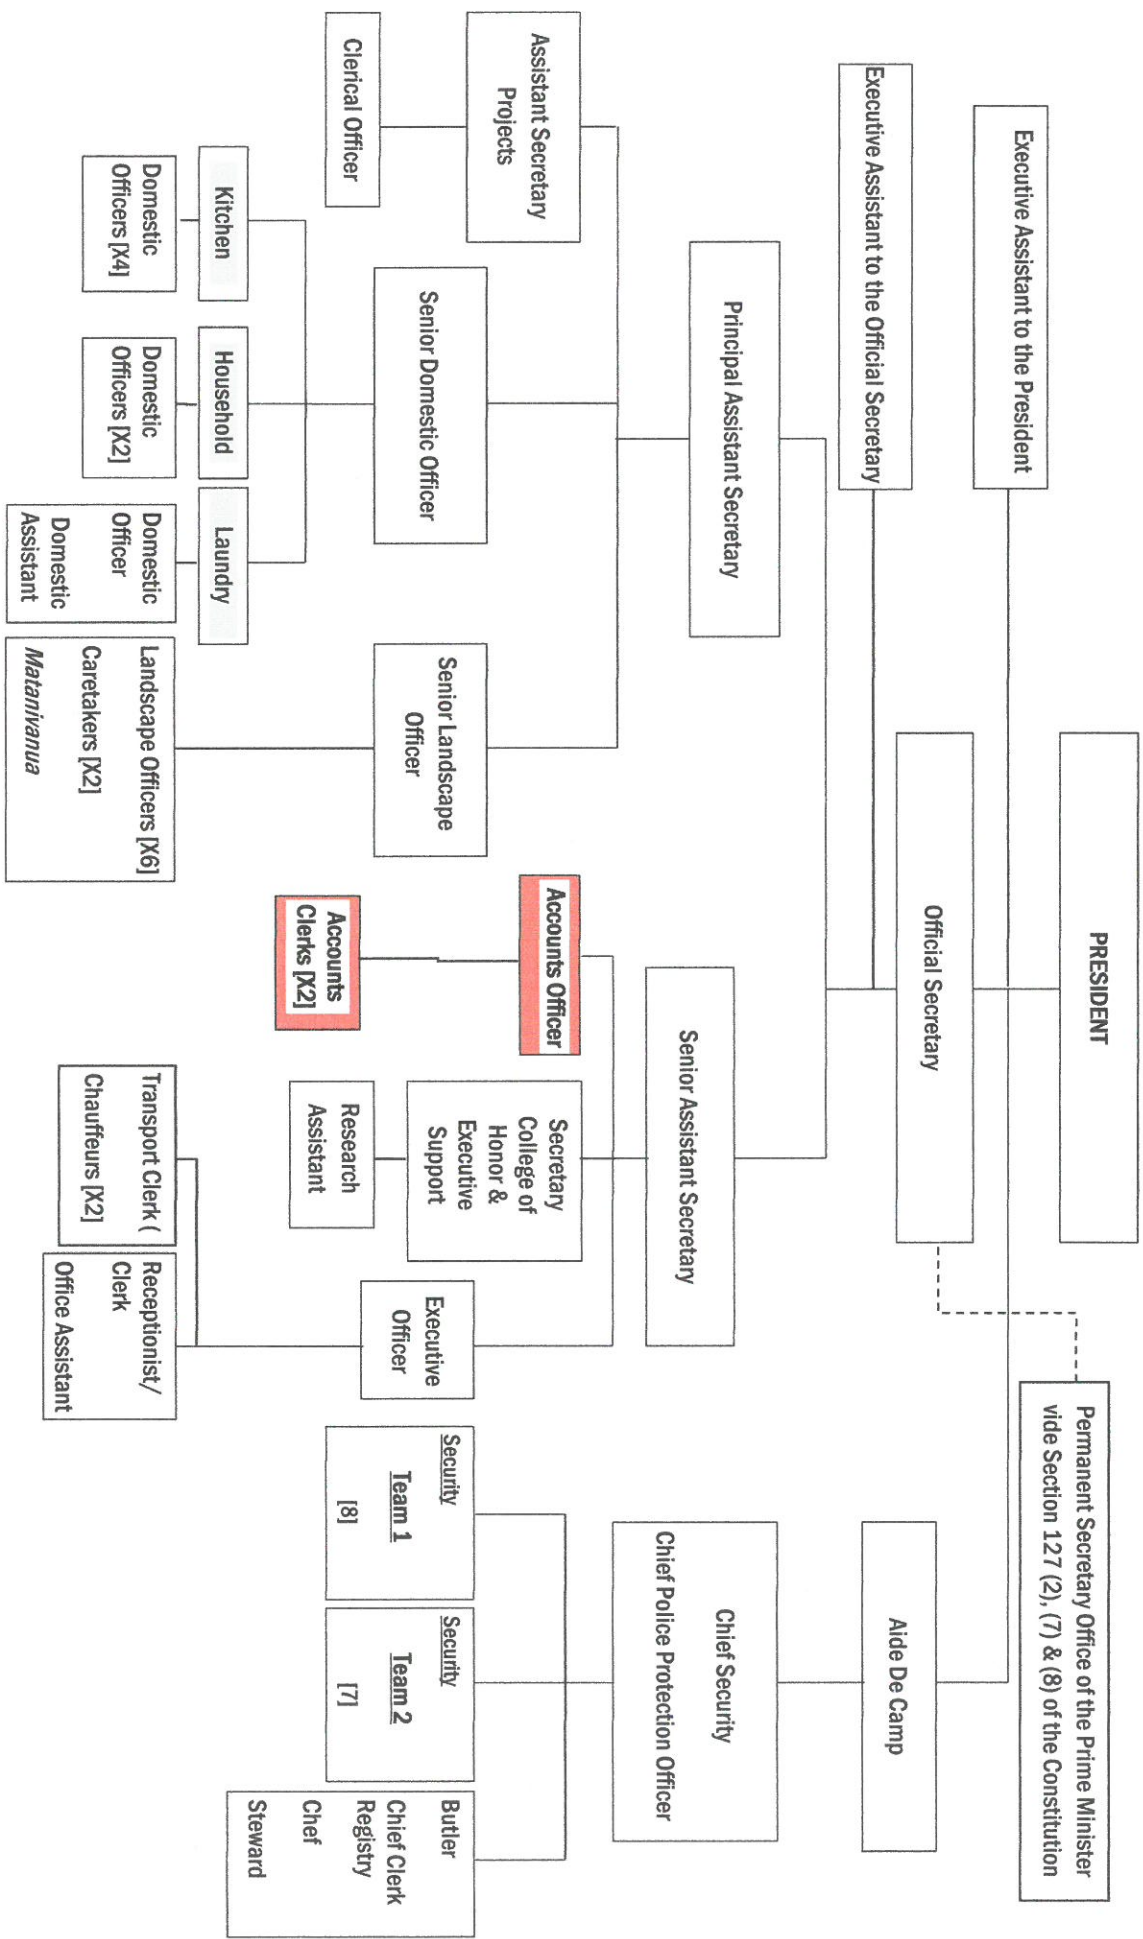 PRESIDENT
Permanent Secretary Office of the Prime Minister
vide Section 127 (2), (7) & (8) of the Constitution
Executive Assistant to the President
Official Secretary
Aide De Camp
Executive Assistant to the Official Secretary
Principal Assistant Secretary
Senior Assistant Secretary
Chief Security
Chief Police Protection Officer
Assistant Secretary
Projects
Clerical Officer
Senior Domestic Officer
Senior Landscape
Officer
Kitchen
Domestic
Officers [X4]
Household
Domestic
Officers [X2]
Laundry
Domestic
Officer
Domestic
Assistant
Landscape Officers [X6]
Caretakers [X2]
Matanivanua
Accounts Officer
Accounts
Clerks [X2]
Secretary
College of
Honor &
Executive
Support
Research
Assistant
Executive
Officer
Transport Clerk (
Chauffeurs [X2]
Receptionist/
Clerk
Office Assistant
Security
Team 1
[8]
Security
Team 2
[7]
Butler
Chief Clerk
Registry
Chef
Steward